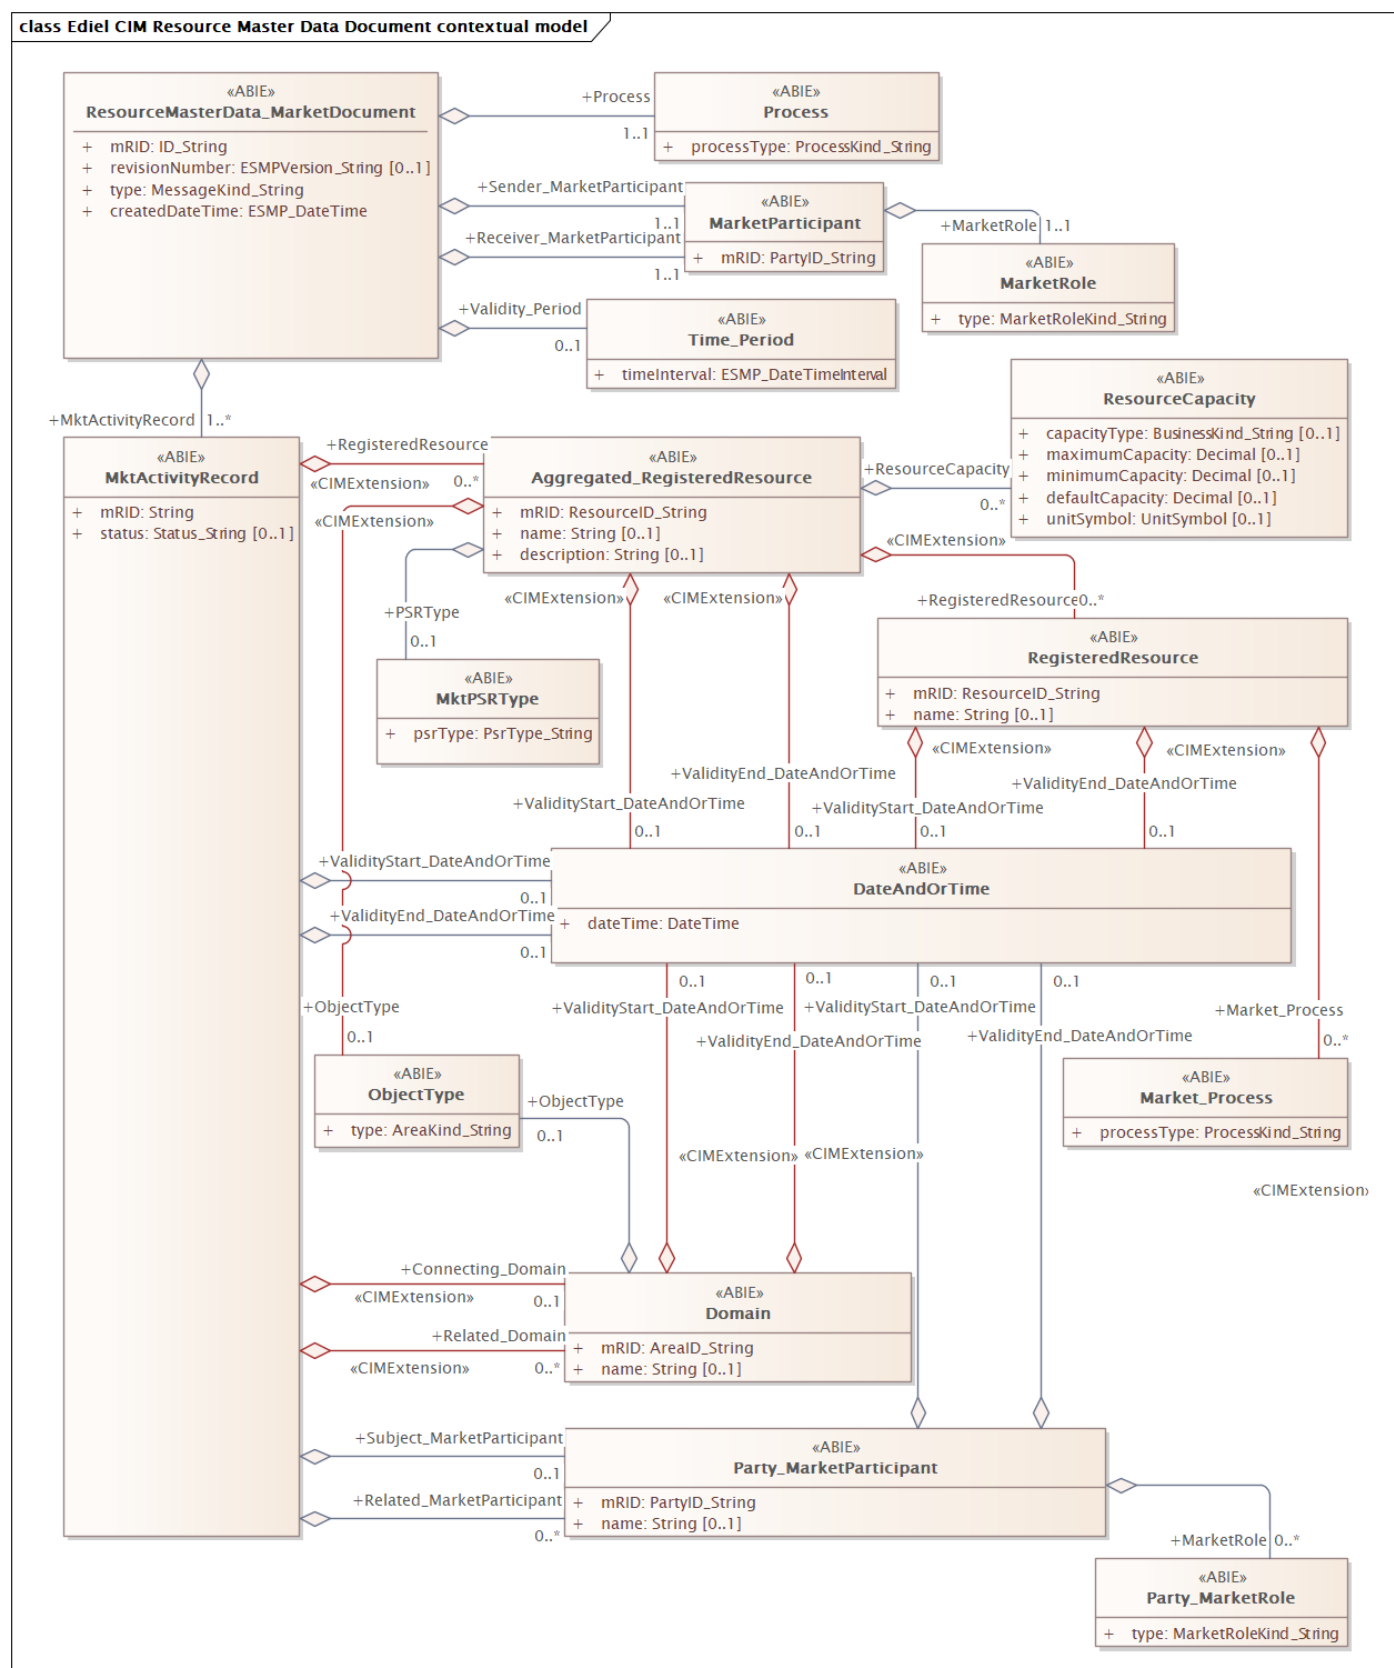 class Ediel CIM Resource Master Data Document contextual model
«ABIE»
ResourceMasterData_MarketDocument
+ mRID: ID_String
+ revisionNumber: ESMPVersion_String [0..1]
+ type: MessageKind_String
+ createdDateTime: ESMP_DateTime
+Process
1..1
«ABIE»
Process
+ processType: ProcessKind_String
+Sender_MarketParticipant
1..1
+Receiver_MarketParticipant
1..1
«ABIE»
MarketParticipant
+ mRID: PartyID_String
+MarketRole
1..1
«ABIE»
MarketRole
+ type: MarketRoleKind_String
+Validity_Period
0..1
«ABIE»
Time_Period
+ timeInterval: ESMP_DateTimeInterval
+MktActivityRecord
1..*
«ABIE»
MktActivityRecord
+ mRID: String
+ status: Status_String [0..1]
+RegisteredResource
«CIMExtension»
0..*
«CIMExtension»
«ABIE»
Aggregated_RegisteredResource
+ mRID: ResourceID_String
+ name: String [0..1]
+ description: String [0..1]
+ResourceCapacity
0..*
«ABIE»
ResourceCapacity
+ capacityType: BusinessKind_String [0..1]
+ maximumCapacity: Decimal [0..1]
+ minimumCapacity: Decimal [0..1]
+ defaultCapacity: Decimal [0..1]
+ unitSymbol: UnitSymbol [0..1]
«CIMExtension»
+RegisteredResource
0..*
«CIMExtension»
«CIMExtension»
+PSRType
0..1
«ABIE»
MktPSRType
+ psrType: PsrType_String
«ABIE»
RegisteredResource
+ mRID: ResourceID_String
+ name: String [0..1]
«CIMExtension»
«CIMExtension»
+ValidityEnd_DateAndOrTime
+ValidityEnd_DateAndOrTime
+ValidityStart_DateAndOrTime
+ValidityStart_DateAndOrTime
0..1
0..1
0..1
0..1
+ValidityStart_DateAndOrTime
0..1
+ValidityEnd_DateAndOrTime
0..1
«ABIE»
DateAndOrTime
+ dateTime: DateTime
0..1
0..1
0..1
0..1
+ValidityStart_DateAndOrTime
+ValidityStart_DateAndOrTime
+ValidityEnd_DateAndOrTime
+ValidityEnd_DateAndOrTime
+Market_Process
0..*
«ABIE»
Market_Process
+ processType: ProcessKind_String
«CIMExtension»
+ObjectType
0..1
«ABIE»
ObjectType
+ type: AreaKind_String
+ObjectType
0..1
«CIMExtension»
«CIMExtension»
+Connecting_Domain
«CIMExtension»
0..1
+Related_Domain
«CIMExtension»
0..*
«ABIE»
Domain
+ mRID: AreaID_String
+ name: String [0..1]
+Subject_MarketParticipant
0..1
+Related_MarketParticipant
0..*
«ABIE»
Party_MarketParticipant
+ mRID: PartyID_String
+ name: String [0..1]
+MarketRole
0..*
«ABIE»
Party_MarketRole
+ type: MarketRoleKind_String